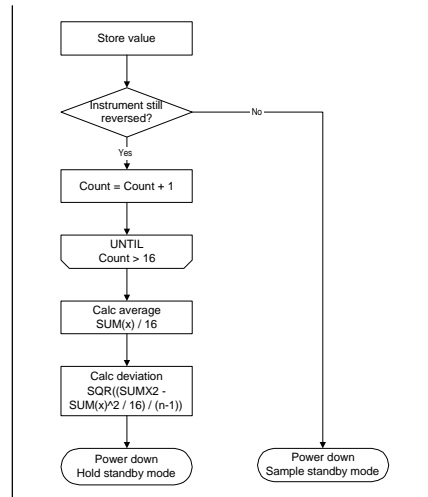 Store value
Instrument still
reversed?
No
Yes
Count = Count + 1
UNTIL
Count > 16
Calc average
SUM(x) / 16
Calc deviation
SQR((SUMX2 -
SUM(x)^2 / 16) / (n-1))
Power down
Hold standby mode
Power down
Sample standby mode